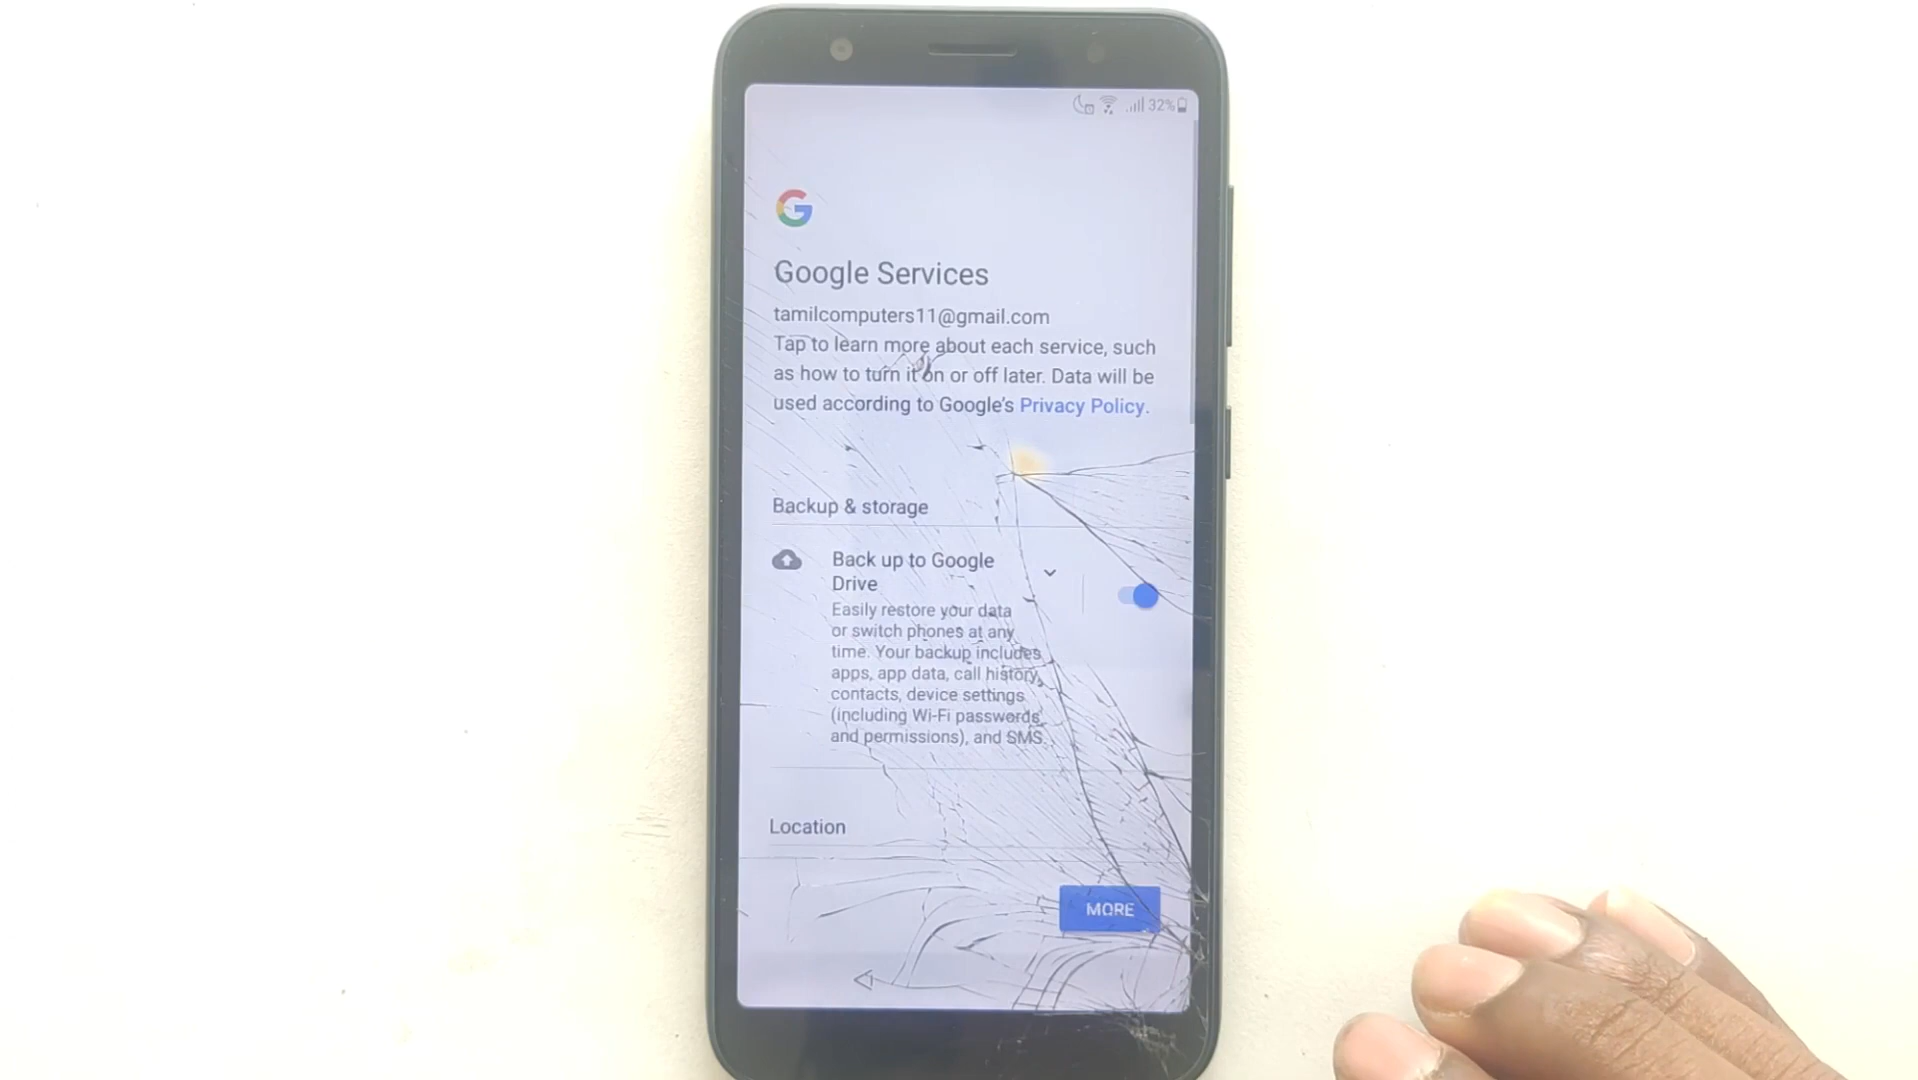 32%
Google Services
tamilcomputers11@gmail.com
Tap to learn more about each service, such
as how to turn it on or off later. Data will be
used according to Google's Privacy Policy.
Backup & storage
Back up to Google
Drive
Easily restore your data
or switch phones at any
time. Your backup includes
apps, app data, call history,
contacts, device settings
(including Wi-Fi passwords
and permissions), and SMS.
Location
MORE